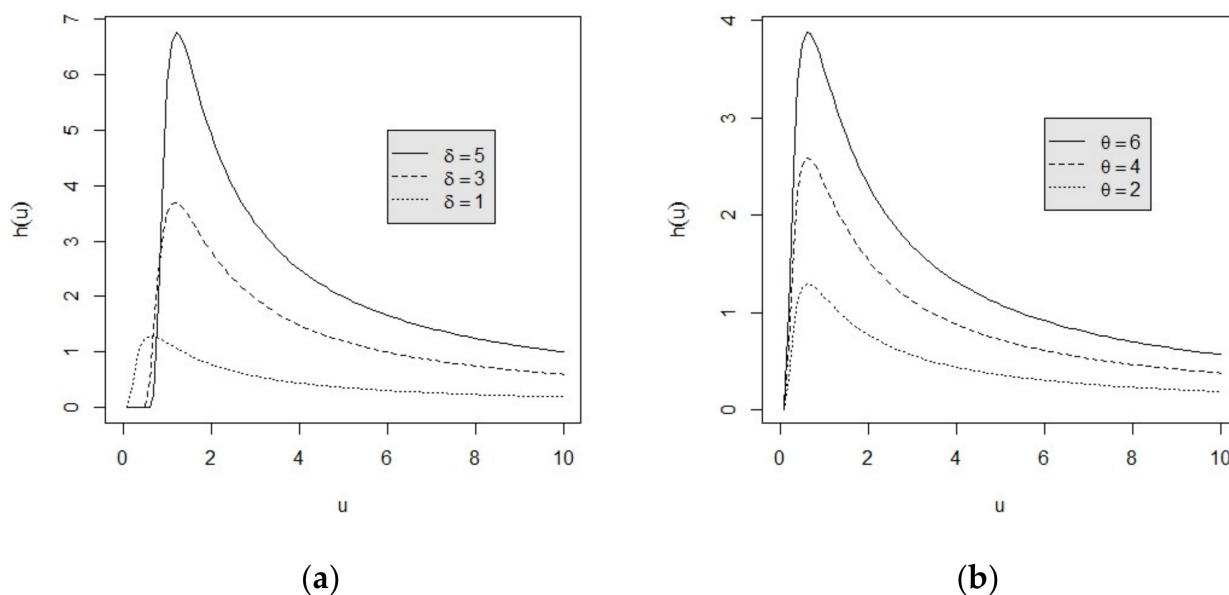 7
6
5
4
3
2
1
0
h(u)
δ = 5
δ = 3
δ = 1
0 2 4 6 8 10
u
(a)
4
3
2
1
0
h(u)
θ = 6
θ = 4
θ = 2
0 2 4 6 8 10
u
(b)